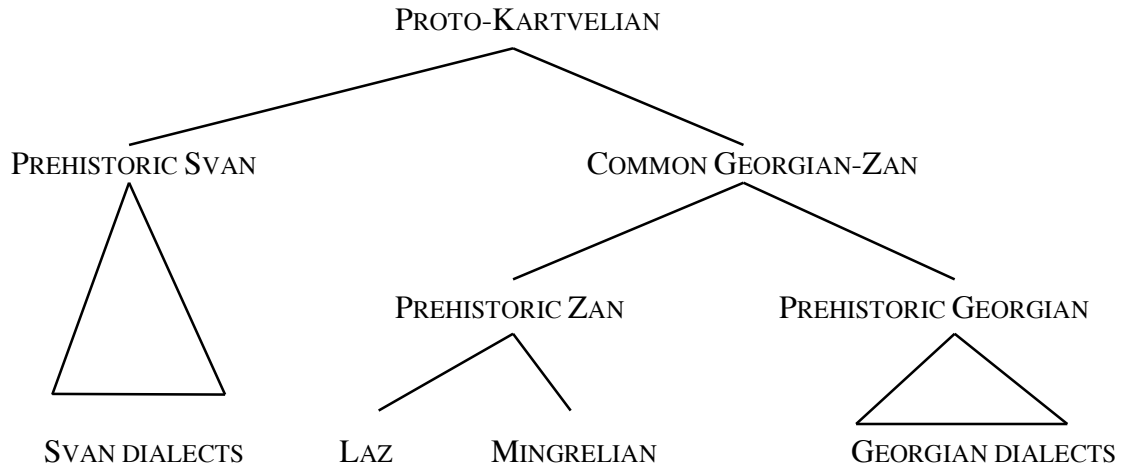 PROTO-KARTVELIAN
PREHISTORIC SVAN COMMON GEORGIAN-ZAN
PREHISTORIC ZAN PREHISTORIC GEORGIAN
SVAN DIALECTS LAZ MINGRELIAN GEORGIAN DIALECTS